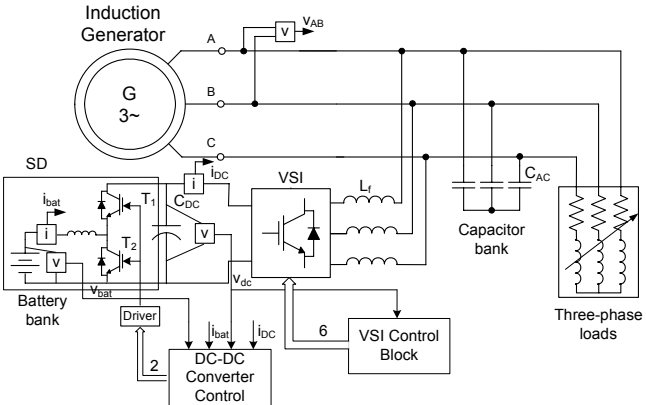 Induction
Generator
G
3~
A
B
C
v
vAB
SD
iDC
i
VSI
Lf
CAC
T1
CDC
ibat
i
T2
v
v
Capacitor
bank
Battery
bank
vbat
vdc
Driver
2
ibat
iDC
6
VSI Control
Block
DC-DC
Converter
Control
Three-phase
loads